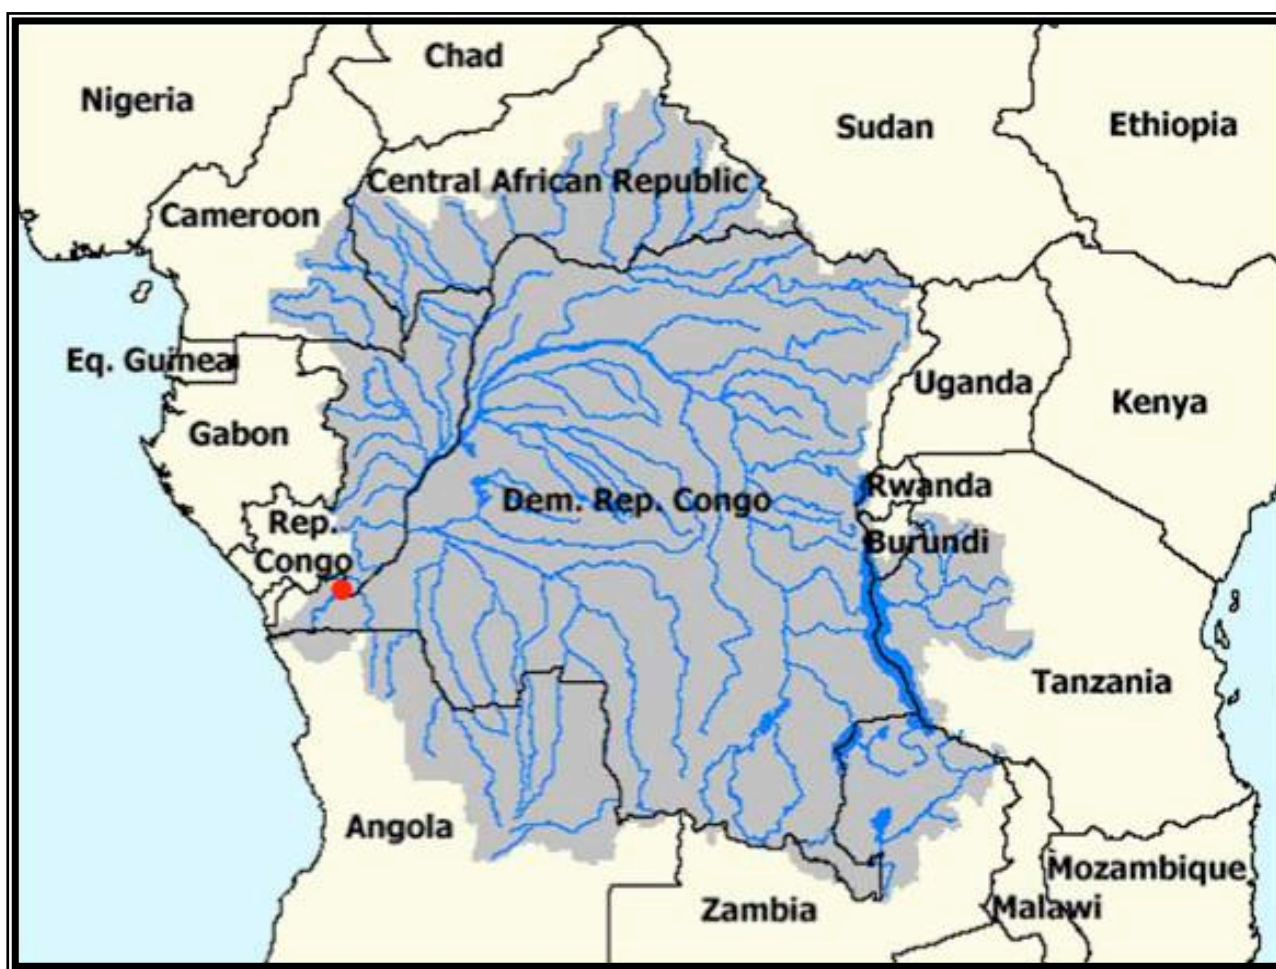 Chad
Nigeria
Sudan
Ethiopia
Central African Republic
Cameroon
Eq. Guinea
Uganda
Kenya
Gabon
Rwanda
Dem. Rep. Congo
Rep.
Congo
Burundi
Tanzania
Angola
Mozambique
Zambia
Malawi